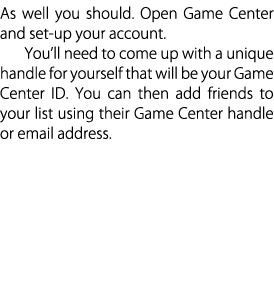 As well you should. Open Game Center
and set-up your account.
You'll need to come up with a unique
handle for yourself that will be your Game
Center ID. You can then add friends to
your list using their Game Center handle
or email address.